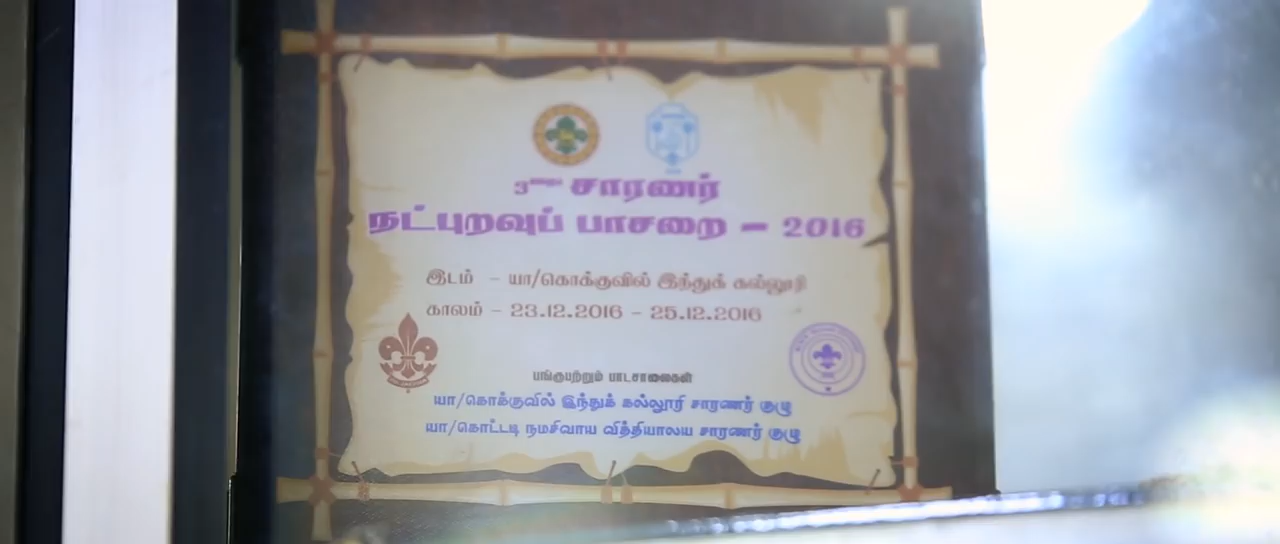 சாரணர்
நட்புறவுப் பாசறை - 2016
இடம் - யா/கொக்குவில் இந்துக் கல்லூரி
காலம் - 23.12.2016 - 25.12.2016
பங்குபற்றும் பாடசாலைகள்
யா/கொக்குவில் இந்துக் கல்லூரி சாரணர் குழு
யா/கொட்டடி நமசிவாய வித்தியாலய சாரணர் குழு